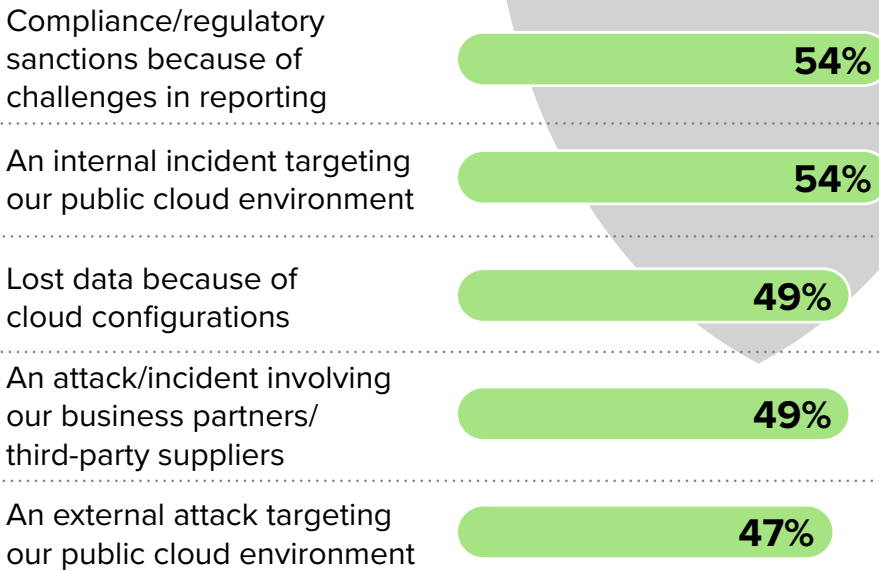 Compliance/regulatory
sanctions because of
challenges in reporting
54%
An internal incident targeting
our public cloud environment
54%
Lost data because of
cloud configurations
49%
An attack/incident involving
our business partners/
third-party suppliers
49%
An external attack targeting
our public cloud environment
47%